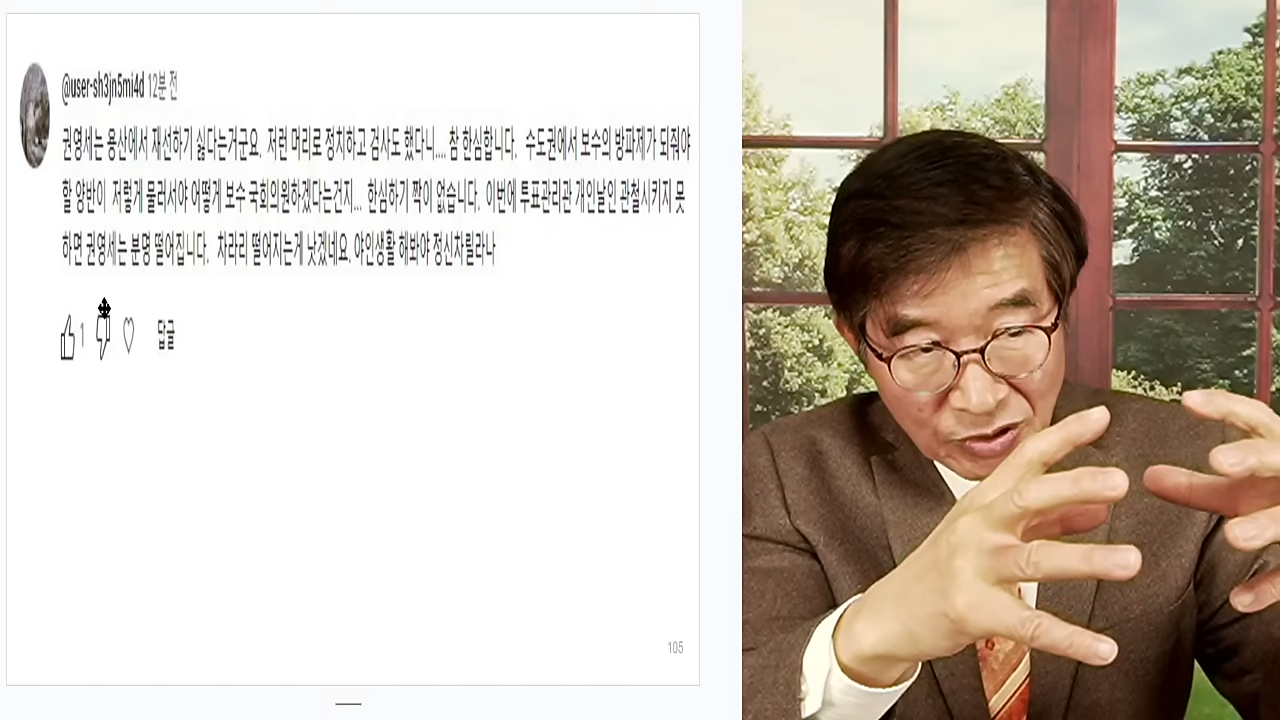 @user-sh3jn5mi4d 12분 전
권영세는 용산에서 재선하기 싫다는거군요. 저런 머리로 정치하고 검사도 했다니.... 참 한심합니다. 수도권에서 보수의 방파제가 되줘야
할 양반이 저렇게 물러서야 어떻게 보수 국회의원하겠다는건지... 한심하기 짝이 없습니다. 이번에 투표관리관 개인날인 관철시키지 못
하면 권영세는 분명 떨어집니다. 차라리 떨어지는게 낫겠네요. 야인생활 해봐야 정신차릴라나
1 답글
105